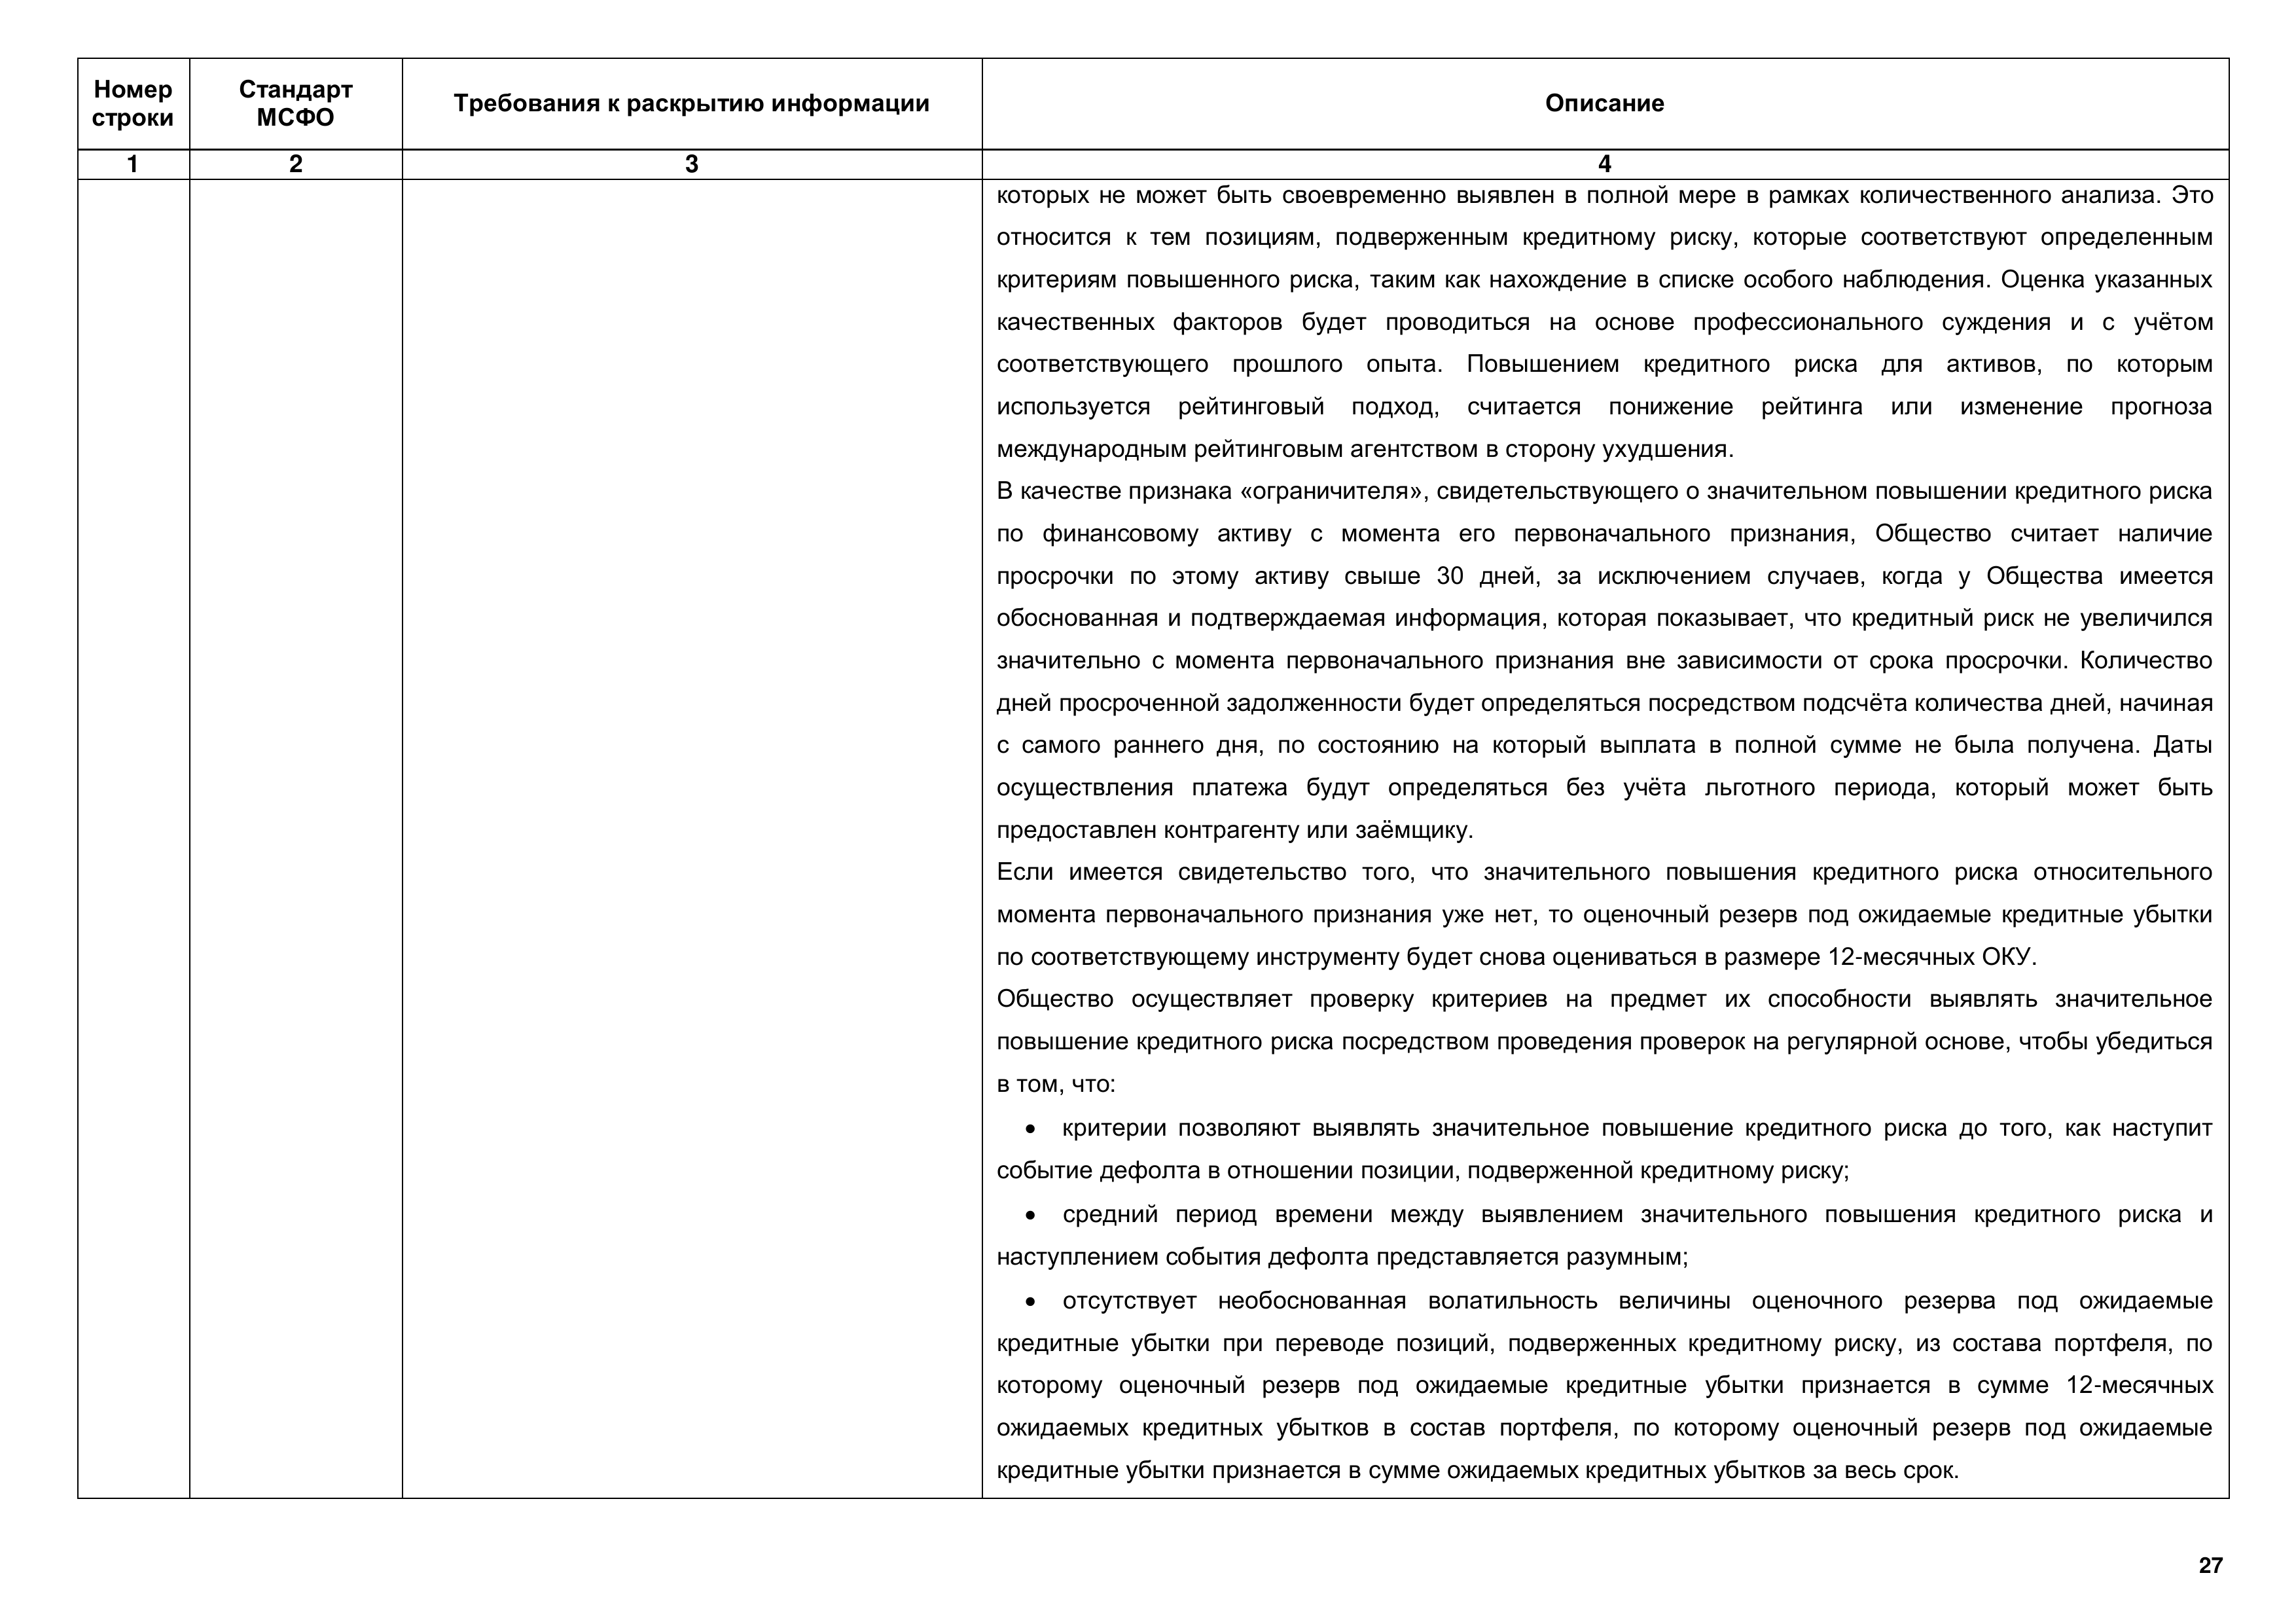 Номер строки
Стандарт МСФО
Требования к раскрытию информации
Описание
1
2
3
4
которых не может быть своевременно выявлен в полной мере в рамках количественного анализа. Это
относится к тем позициям, подверженным кредитному риску, которые соответствуют определенным
критериям повышенного риска, таким как нахождение в списке особого наблюдения. Оценка указанных
качественных факторов будет проводиться на основе профессионального суждения и с учётом
соответствующего прошлого опыта. Повышением кредитного риска для активов, по которым
используется рейтинговый подход, считается понижение рейтинга или изменение прогноза
международным рейтинговым агентством в сторону ухудшения.
В качестве признака «ограничителя», свидетельствующего о значительном повышении кредитного риска
по финансовому активу с момента его первоначального признания, Общество считает наличие
просрочки по этому активу свыше 30 дней, за исключением случаев, когда у Общества имеется
обоснованная и подтверждаемая информация, которая показывает, что кредитный риск не увеличился
значительно с момента первоначального признания вне зависимости от срока просрочки. Количество
дней просроченной задолженности будет определяться посредством подсчёта количества дней, начиная
с самого раннего дня, по состоянию на который выплата в полной сумме не была получена. Даты
осуществления платежа будут определяться без учёта льготного периода, который может быть
предоставлен контрагенту или заёмщику.
Если имеется свидетельство того, что значительного повышения кредитного риска относительного
момента первоначального признания уже нет, то оценочный резерв под ожидаемые кредитные убытки
по соответствующему инструменту будет снова оцениваться в размере 12-месячных ОКУ.
Общество осуществляет проверку критериев на предмет их способности выявлять значительное
повышение кредитного риска посредством проведения проверок на регулярной основе, чтобы убедиться
в том, что:
• критерии позволяют выявлять значительное повышение кредитного риска до того, как наступит
событие дефолта в отношении позиции, подверженной кредитному риску;
• средний период времени между выявлением значительного повышения кредитного риска и
наступлением события дефолта представляется разумным;
• отсутствует необоснованная волатильность величины оценочного резерва под ожидаемые
кредитные убытки при переводе позиций, подверженных кредитному риску, из состава портфеля, по
которому оценочный резерв под ожидаемые кредитные убытки признается в сумме 12-месячных
ожидаемых кредитных убытков в состав портфеля, по которому оценочный резерв под ожидаемые
кредитные убытки признается в сумме ожидаемых кредитных убытков за весь срок.
27